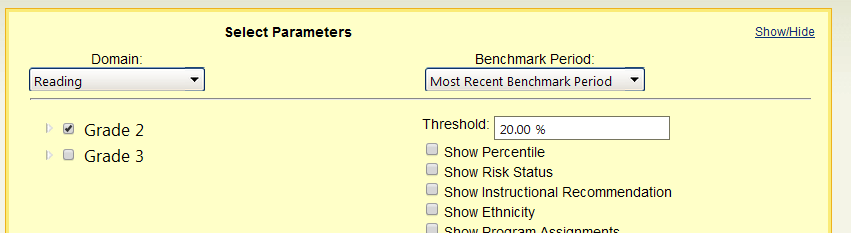 Select Parameters
Show/Hide
Domain:
Benchmark Period:
Reading
Most Recent Benchmark Period
Grade 2
Grade 3
Threshold: 20.00 %
Show Percentile
Show Risk Status
Show Instructional Recommendation
Show Ethnicity
Show Program Assignments